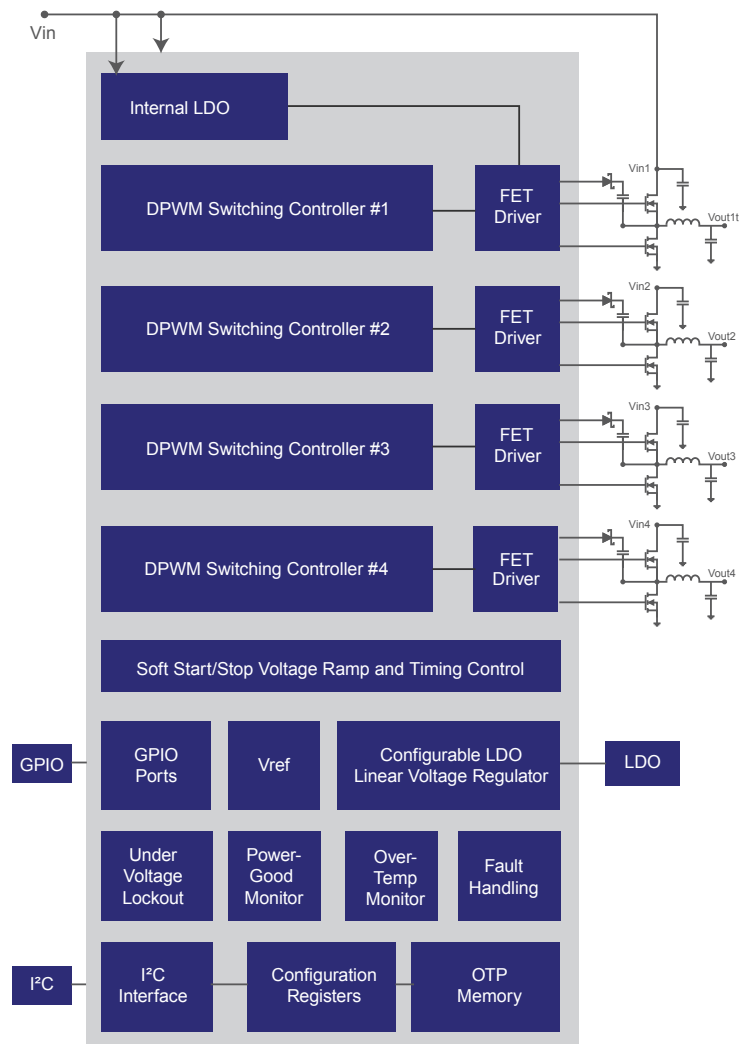 Vin
Internal LDO
DPWM Switching Controller #1
FET
Driver
Vin1
Vout1t
DPWM Switching Controller #2
FET
Driver
Vin2
Vout2
DPWM Switching Controller #3
FET
Driver
Vin3
Vout3
DPWM Switching Controller #4
FET
Driver
Vin4
Vout4
Soft Start/Stop Voltage Ramp and Timing Control
GPIO
GPIO
Ports
Vref
Configurable LDO
Linear Voltage Regulator
LDO
Under
Voltage
Lockout
Power-
Good
Monitor
Over-
Temp
Monitor
Fault
Handling
I²C
I²C
Interface
Configuration
Registers
OTP
Memory